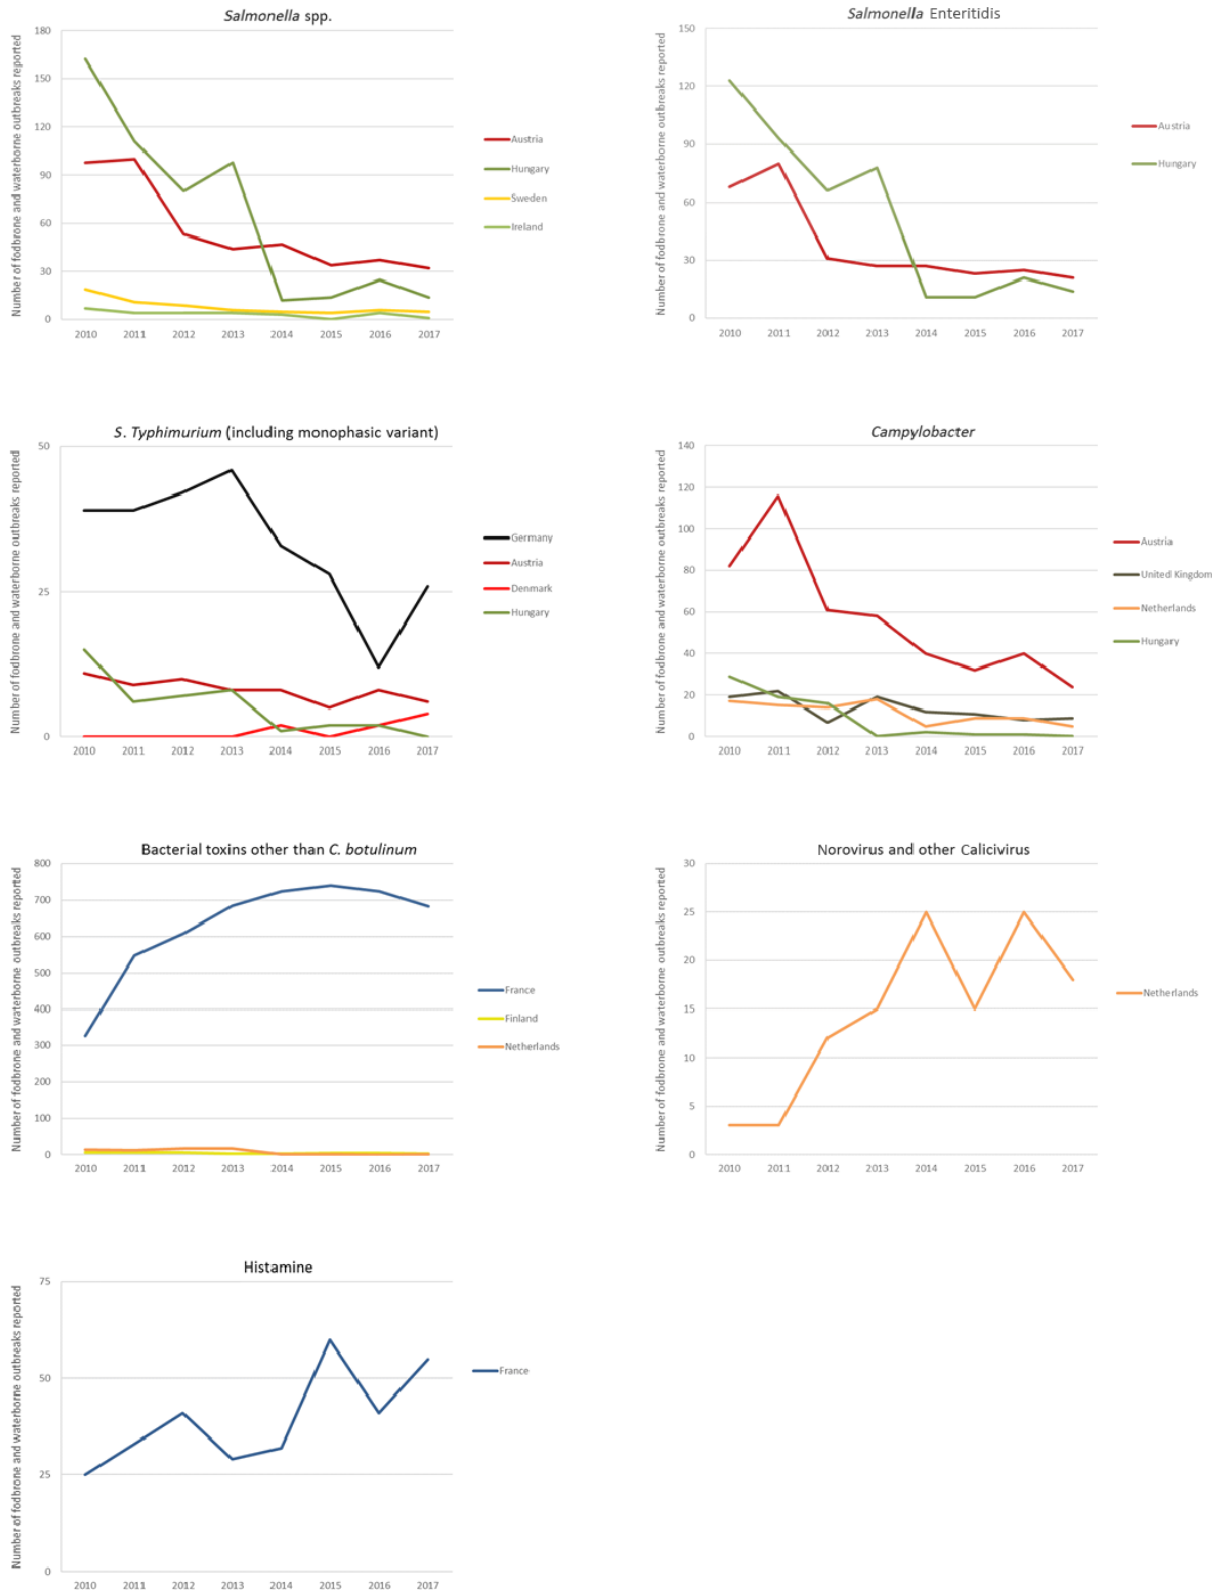 Salmonella spp.
Number of fodbrone and waterborne outbreaks reported
180
150
120
90
60
30
0
2010 2011 2012 2013 2014 2015 2016 2017
Austria
Hungary
Sweden
Ireland
Salmonella Enteritidis
Number of fodbrone and waterborne outbreaks reported
150
120
90
60
30
0
2010 2011 2012 2013 2014 2015 2016 2017
Austria
Hungary
S. Typhimurium (including monophasic variant)
Number of fodbrone and waterborne outbreaks reported
50
25
0
2010 2011 2012 2013 2014 2015 2016 2017
Germany
Austria
Denmark
Hungary
Campylobacter
Number of fodbrone and waterborne outbreaks reported
140
120
100
80
60
40
20
0
2010 2011 2012 2013 2014 2015 2016 2017
Austria
United Kingdom
Netherlands
Hungary
Bacterial toxins other than C. botulinum
Number of fodbrone and waterborne outbreaks reported
800
700
600
500
400
300
200
100
0
2010 2011 2012 2013 2014 2015 2016 2017
France
Finland
Netherlands
Norovirus and other Calicivirus
Number of fodbrone and waterborne outbreaks reported
30
25
20
15
10
5
0
2010 2011 2012 2013 2014 2015 2016 2017
Netherlands
Histamine
Number of fodbrone and waterborne outbreaks reported
75
50
25
0
2010 2011 2012 2013 2014 2015 2016 2017
France